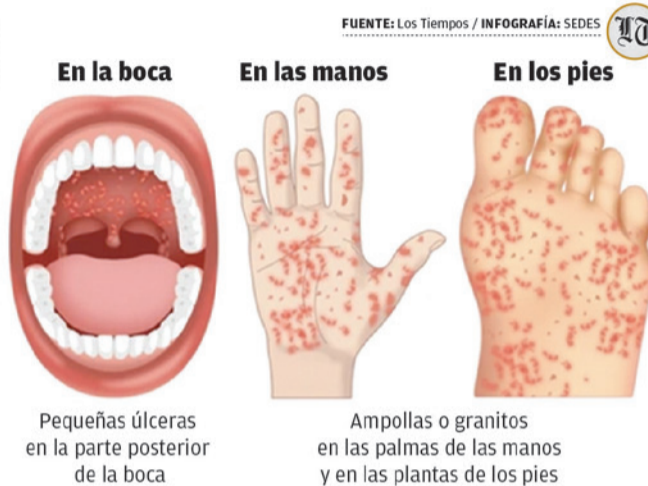 FUENTE: Los Tiempos / INFOGRAFÍA: SEDES
LT
En la boca
En las manos
En los pies
Pequeñas úlceras
en la parte posterior
de la boca
Ampollas o granitos
en las palmas de las manos
y en las plantas de los pies